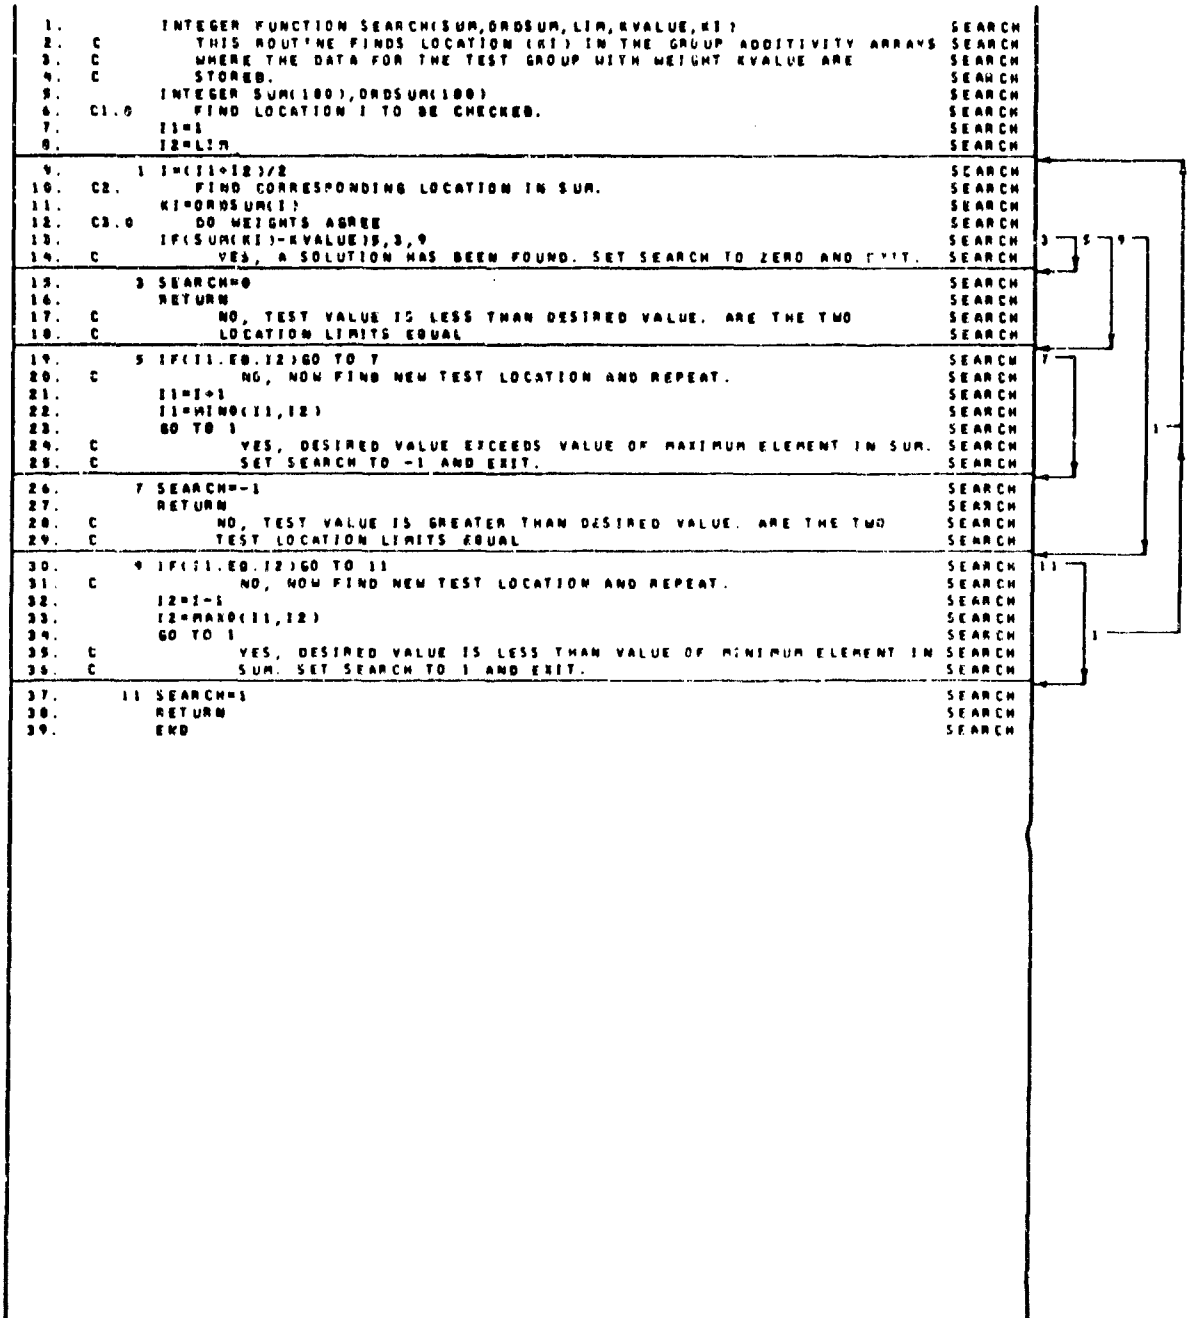 1. INTEGER FUNCTION SEARCH(SUM,ORDSUM,LIM,KVALUE,KI) SEARCH
2. C THIS ROUTINE FINDS LOCATION (KI) IN THE GROUP ADDITIVITY ARRAYS SEARCH
3. C WHERE THE DATA FOR THE TEST GROUP WITH WEIGHT KVALUE ARE SEARCH
4. C STORED. SEARCH
5. INTEGER SUM(100),ORDSUM(100) SEARCH
6. C1.0 FIND LOCATION I TO BE CHECKED. SEARCH
7. I1=1 SEARCH
8. I2=LIM SEARCH
9. 1 I=(I1+I2)/2 SEARCH
10. C2. FIND CORRESPONDING LOCATION IN SUM. SEARCH
11. KI=ORDSUM(I) SEARCH
12. C3.0 DO WEIGHTS AGREE SEARCH
13. IF(SUM(KI)-KVALUE)5,3,9 SEARCH 3 5 9
14. C YES, A SOLUTION HAS BEEN FOUND. SET SEARCH TO ZERO AND EXIT. SEARCH
15. 3 SEARCH=0 SEARCH
16. RETURN SEARCH
17. C NO, TEST VALUE IS LESS THAN DESIRED VALUE. ARE THE TWO SEARCH
18. C LOCATION LIMITS EQUAL SEARCH
19. 5 IF(I1.EQ.I2)GO TO 7 SEARCH 7
20. C NO, NOW FIND NEW TEST LOCATION AND REPEAT. SEARCH
21. I1=I+1 SEARCH
22. I1=MIN0(I1,I2) SEARCH
23. GO TO 1 SEARCH 1
24. C YES, DESIRED VALUE EXCEEDS VALUE OF MAXIMUM ELEMENT IN SUM. SEARCH
25. C SET SEARCH TO -1 AND EXIT. SEARCH
26. 7 SEARCH=-1 SEARCH
27. RETURN SEARCH
28. C NO, TEST VALUE IS GREATER THAN DESIRED VALUE. ARE THE TWO SEARCH
29. C TEST LOCATION LIMITS EQUAL SEARCH
30. 9 IF(I1.EQ.I2)GO TO 11 SEARCH 11
31. C NO, NOW FIND NEW TEST LOCATION AND REPEAT. SEARCH
32. I2=I-1 SEARCH
33. I2=MAX0(I1,I2) SEARCH
34. GO TO 1 SEARCH 1
35. C YES, DESIRED VALUE IS LESS THAN VALUE OF MINIMUM ELEMENT IN SEARCH
36. C SUM. SET SEARCH TO 1 AND EXIT. SEARCH
37. 11 SEARCH=1 SEARCH
38. RETURN SEARCH
39. END SEARCH